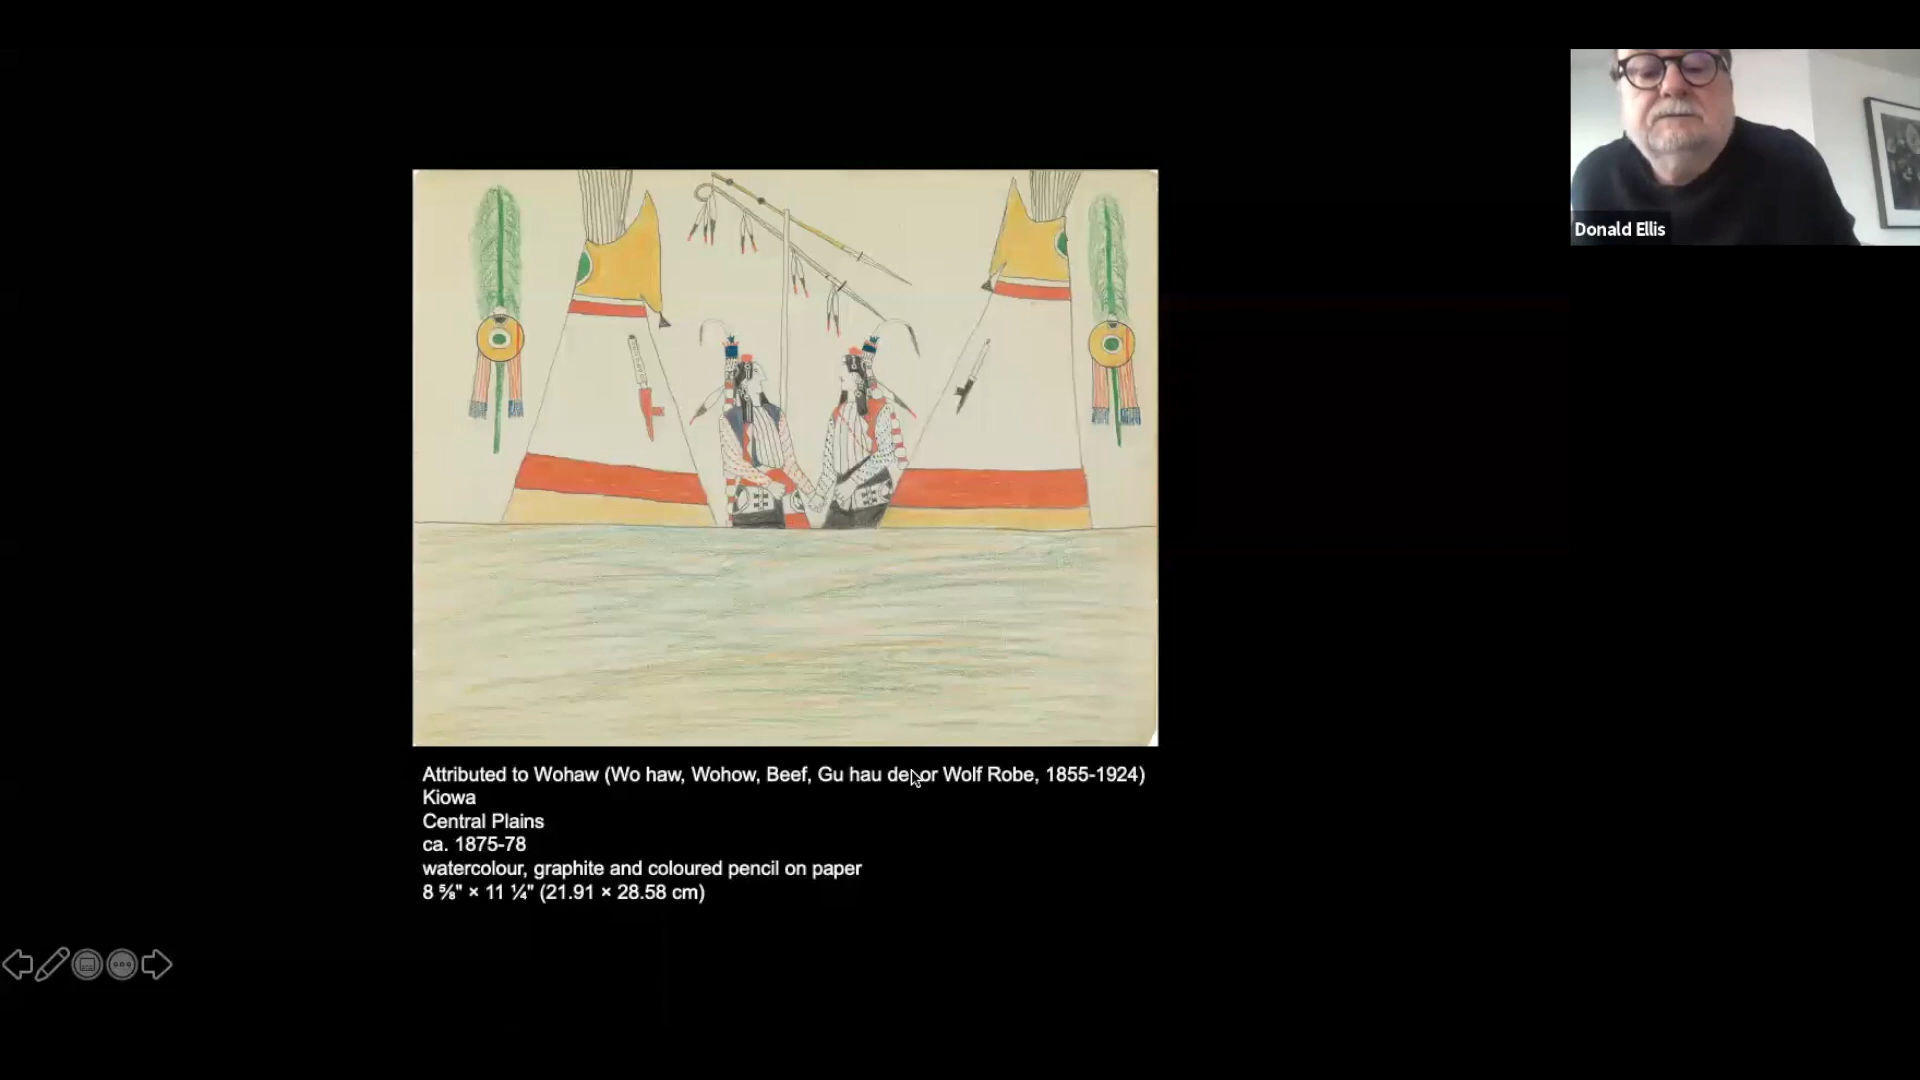 Donald Ellis
Attributed to Wohaw (Wo haw, Wohow, Beef, Gu hau de, or Wolf Robe, 1855-1924)
Kiowa
Central Plains
ca. 1875-78
watercolour, graphite and coloured pencil on paper
8 ⅝" × 11 ¼" (21.91 × 28.58 cm)